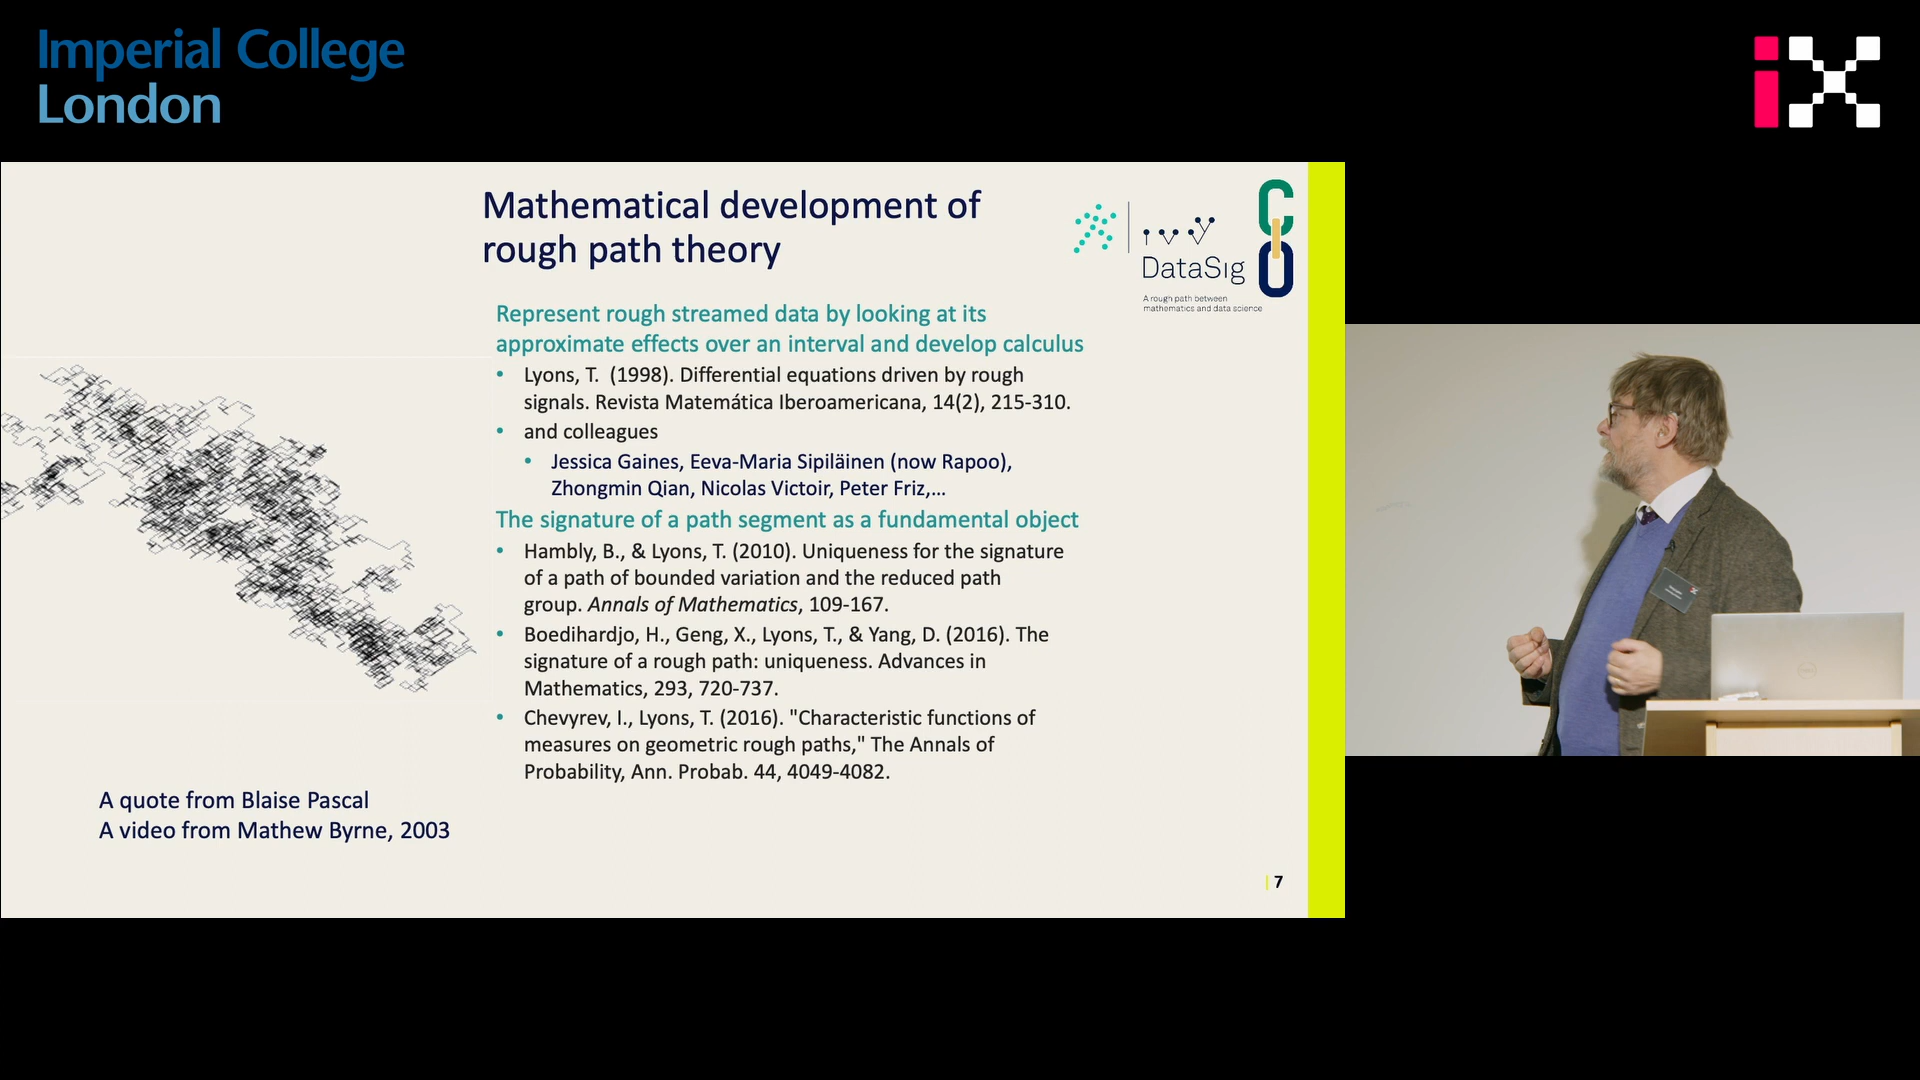 Imperial College
London
iX
Mathematical development of
rough path theory
DataSig
A rough path between
mathematics and data science
Represent rough streamed data by looking at its
approximate effects over an interval and develop calculus
• Lyons, T. (1998). Differential equations driven by rough
signals. Revista Matemática Iberoamericana, 14(2), 215-310.
• and colleagues
• Jessica Gaines, Eeva-Maria Sipiläinen (now Rapoo),
Zhongmin Qian, Nicolas Victoir, Peter Friz,...
The signature of a path segment as a fundamental object
• Hambly, B., & Lyons, T. (2010). Uniqueness for the signature
of a path of bounded variation and the reduced path
group. Annals of Mathematics, 109-167.
• Boedihardjo, H., Geng, X., Lyons, T., & Yang, D. (2016). The
signature of a rough path: uniqueness. Advances in
Mathematics, 293, 720-737.
• Chevyrev, I., Lyons, T. (2016). "Characteristic functions of
measures on geometric rough paths," The Annals of
Probability, Ann. Probab. 44, 4049-4082.
A quote from Blaise Pascal
A video from Mathew Byrne, 2003
| 7